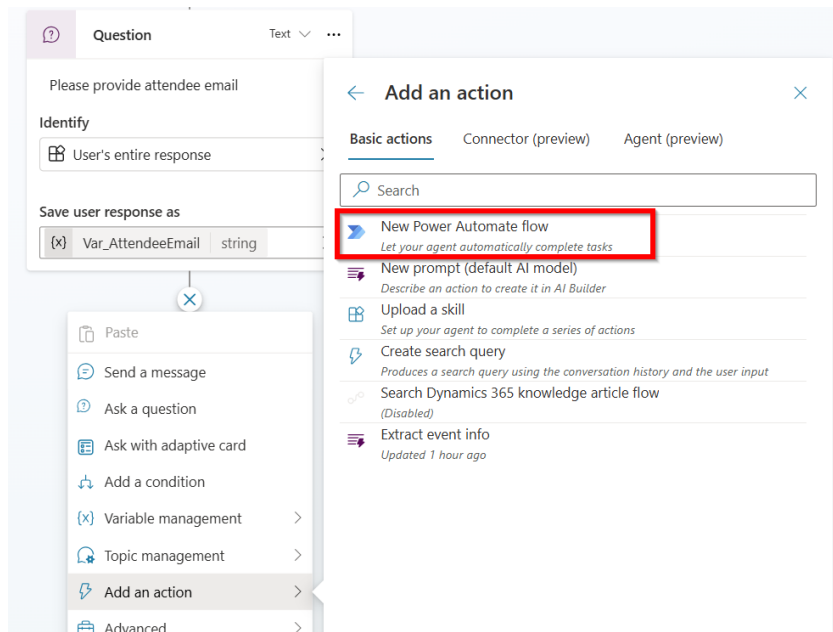 Question
Text
Please provide attendee email
Identify
User's entire response
Save user response as
{x} Var_AttendeeEmail string
Paste
Send a message
Ask a question
Ask with adaptive card
Add a condition
{x} Variable management
Topic management
Add an action
Advanced
Add an action
Basic actions Connector (preview) Agent (preview)
Search
New Power Automate flow
Let your agent automatically complete tasks
New prompt (default AI model)
Describe an action to create it in AI Builder
Upload a skill
Set up your agent to complete a series of actions
Create search query
Produces a search query using the conversation history and the user input
Search Dynamics 365 knowledge article flow
(Disabled)
Extract event info
Updated 1 hour ago